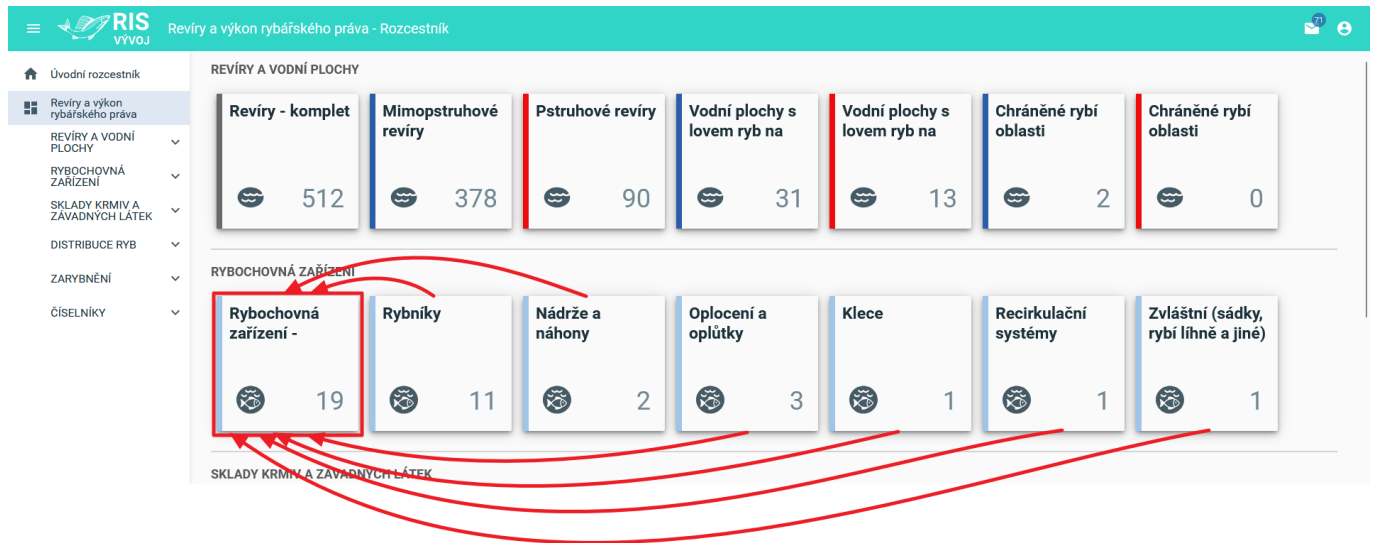 RIS
VÝVOJ
Revíry a výkon rybářského práva - Rozcestník
71
Úvodní rozcestník
Revíry a výkon
rybářského práva
REVÍRY A VODNÍ
PLOCHY
RYBOCHOVNÁ
ZAŘÍZENÍ
SKLADY KRMIV A
ZÁVADNÝCH LÁTEK
DISTRIBUCE RYB
ZARYBNĚNÍ
ČÍSELNÍKY
REVÍRY A VODNÍ PLOCHY
Revíry - komplet
512
Mimopstruhové
revíry
378
Pstruhové revíry
90
Vodní plochy s
lovem ryb na
31
Vodní plochy s
lovem ryb na
13
Chráněné rybí
oblasti
2
Chráněné rybí
oblasti
0
RYBOCHOVNÁ ZAŘÍZENÍ
Rybochovná
zařízení -
19
Rybníky
11
Nádrže a
náhony
2
Oplocení a
oplůtky
3
Klece
1
Recirkulační
systémy
1
Zvláštní (sádky,
rybí líhně a jiné)
1
SKLADY KRMIV A ZÁVADNÝCH LÁTEK